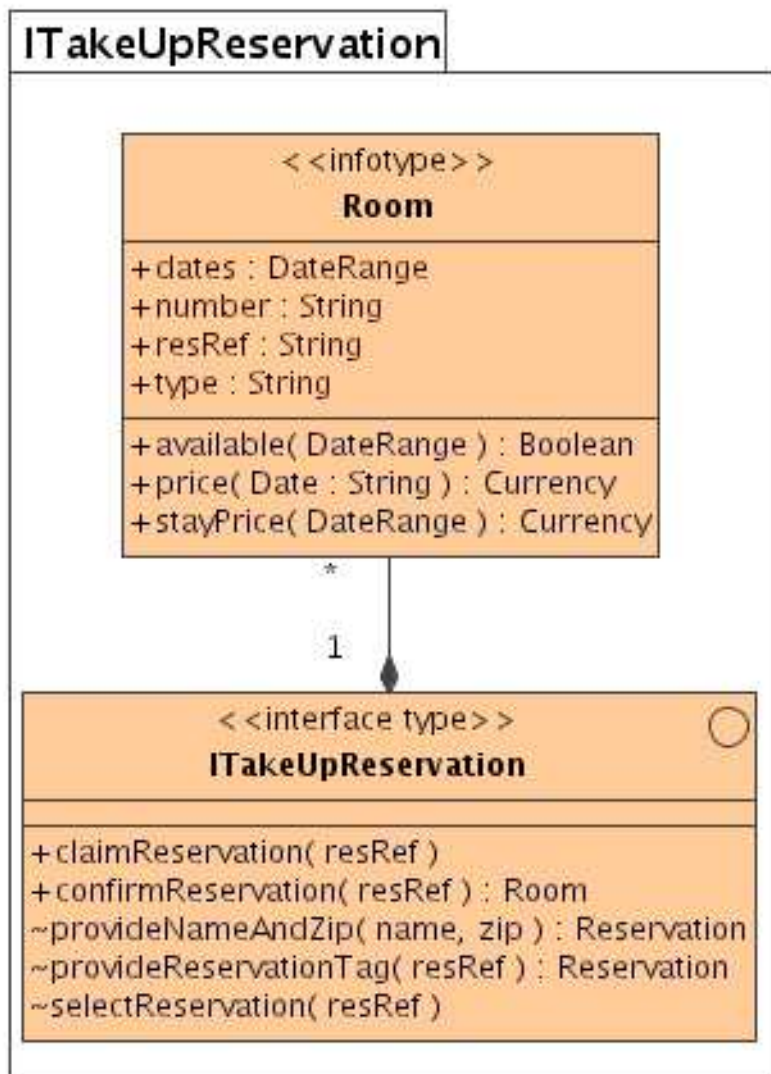 ITakeUpReservation
<<infotype>>
Room
+dates : DateRange
+number : String
+resRef : String
+type : String
+available( DateRange ) : Boolean
+price( Date : String ) : Currency
+stayPrice( DateRange ) : Currency
*
1
<<interface type>>
ITakeUpReservation
+claimReservation( resRef )
+confirmReservation( resRef ) : Room
~provideNameAndZip( name, zip ) : Reservation
~provideReservationTag( resRef ) : Reservation
~selectReservation( resRef )